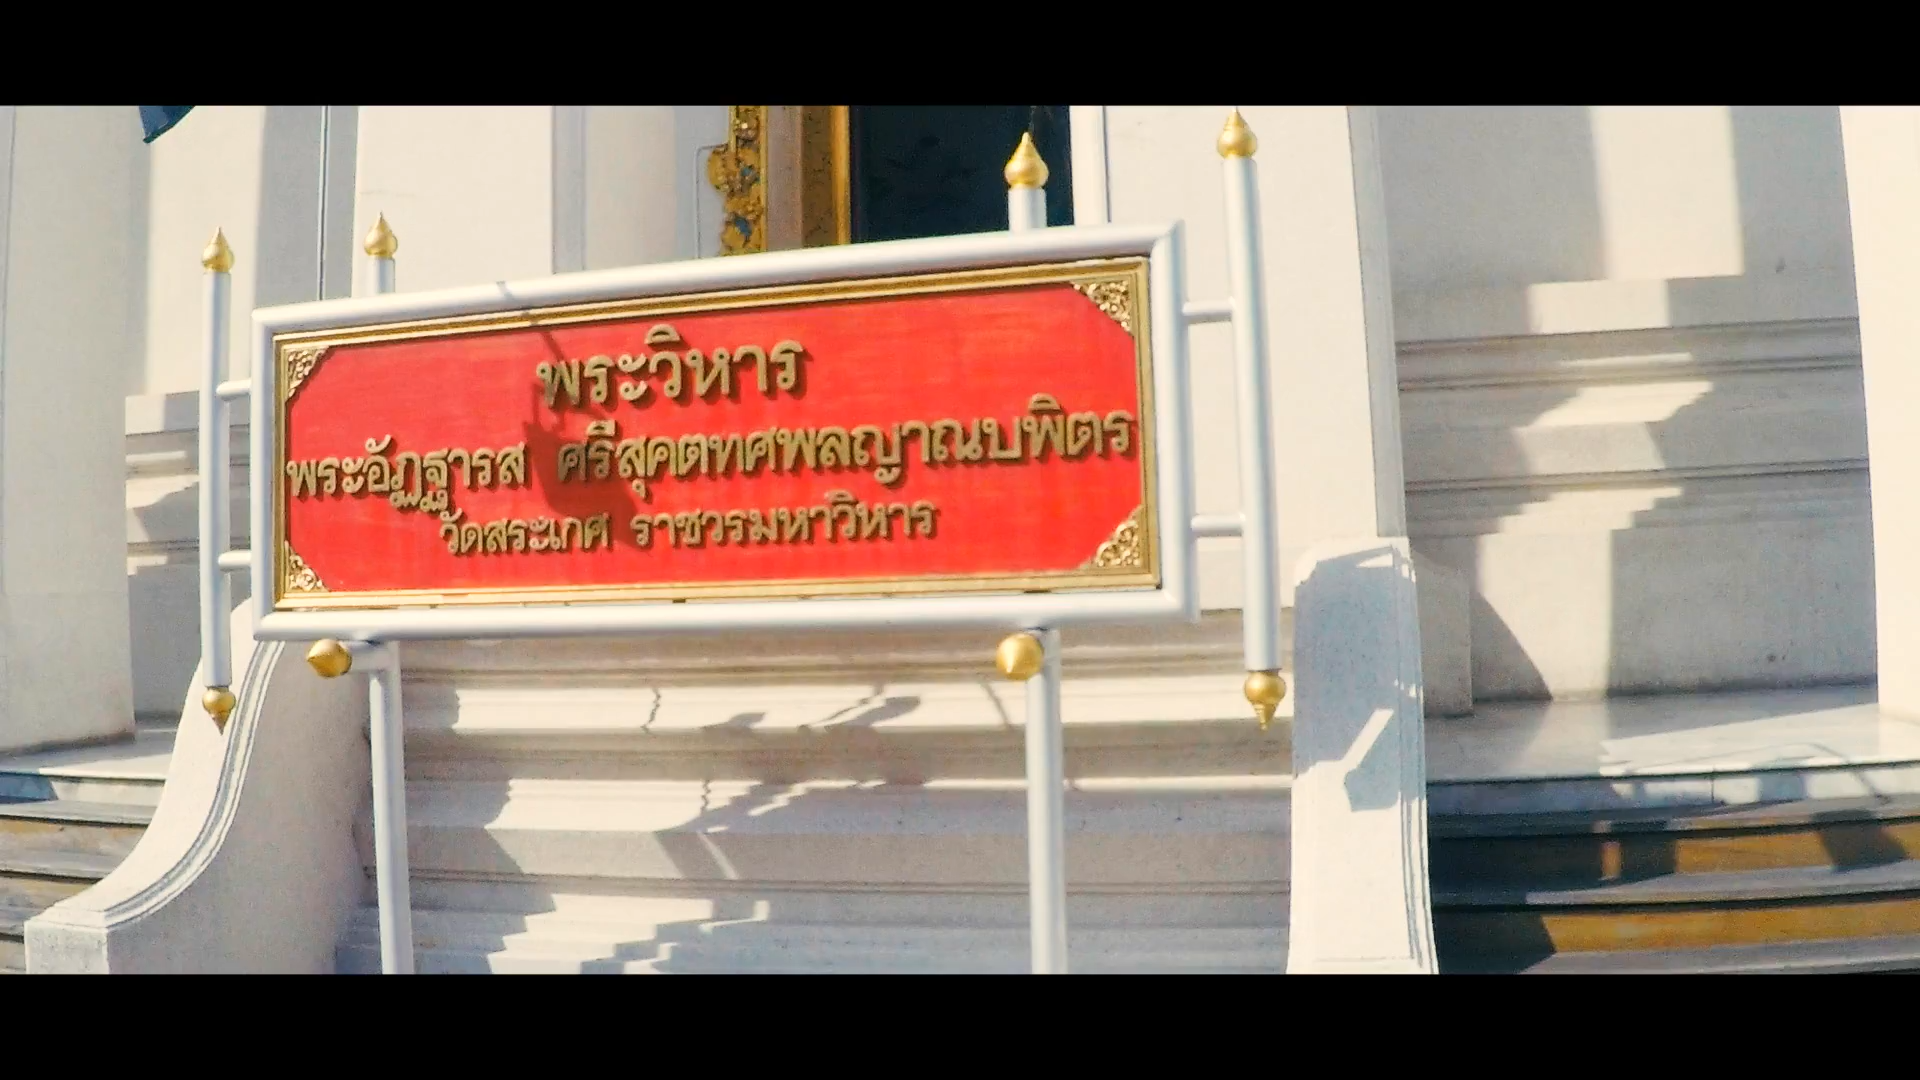 พระวิหาร
พระอัฏฐารส ศรีสุคตทศพลญาณบพิตร
วัดสระเกศ ราชวรมหาวิหาร